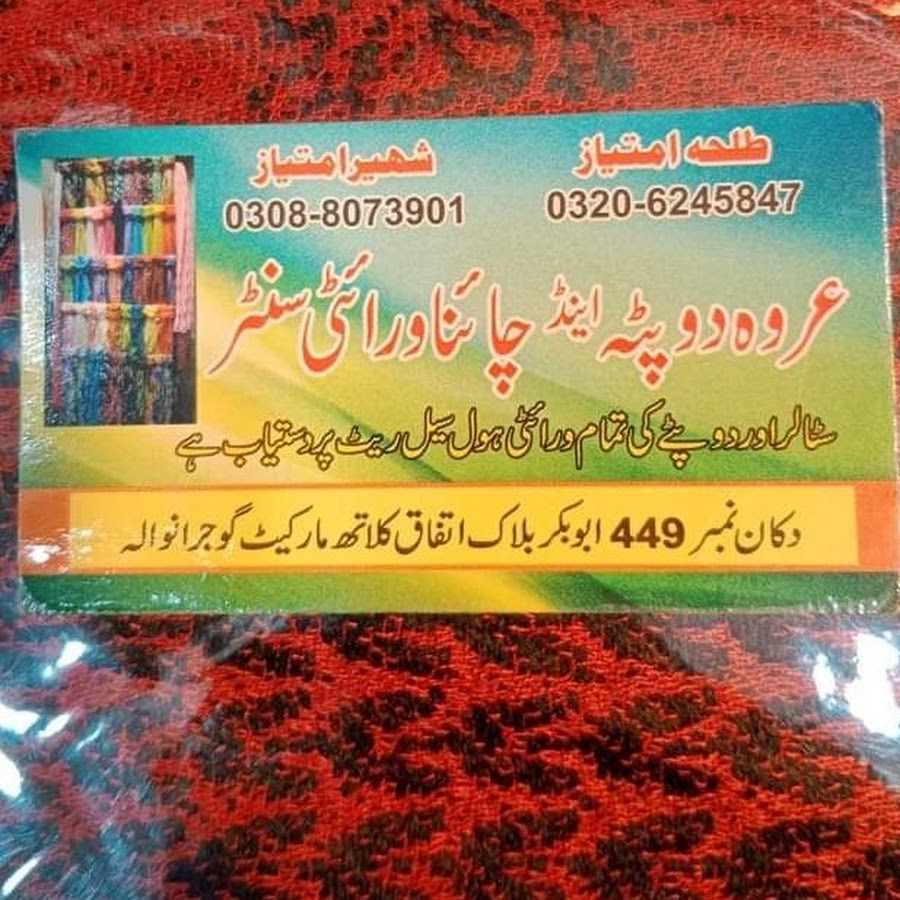 طلحہ امتیاز شهیر امتیاز
0320-6245847 0308-8073901
عروہ دوپٹہ اینڈ چائنا ورائٹی سنٹر
سٹالر اور دوپٹے کی تمام ورائٹی ہول سیل ریٹ پر دستیاب ہے
دکان نمبر 449 ابوبکر بلاک اتفاق کلاتھ مارکیٹ گوجرانوالہ